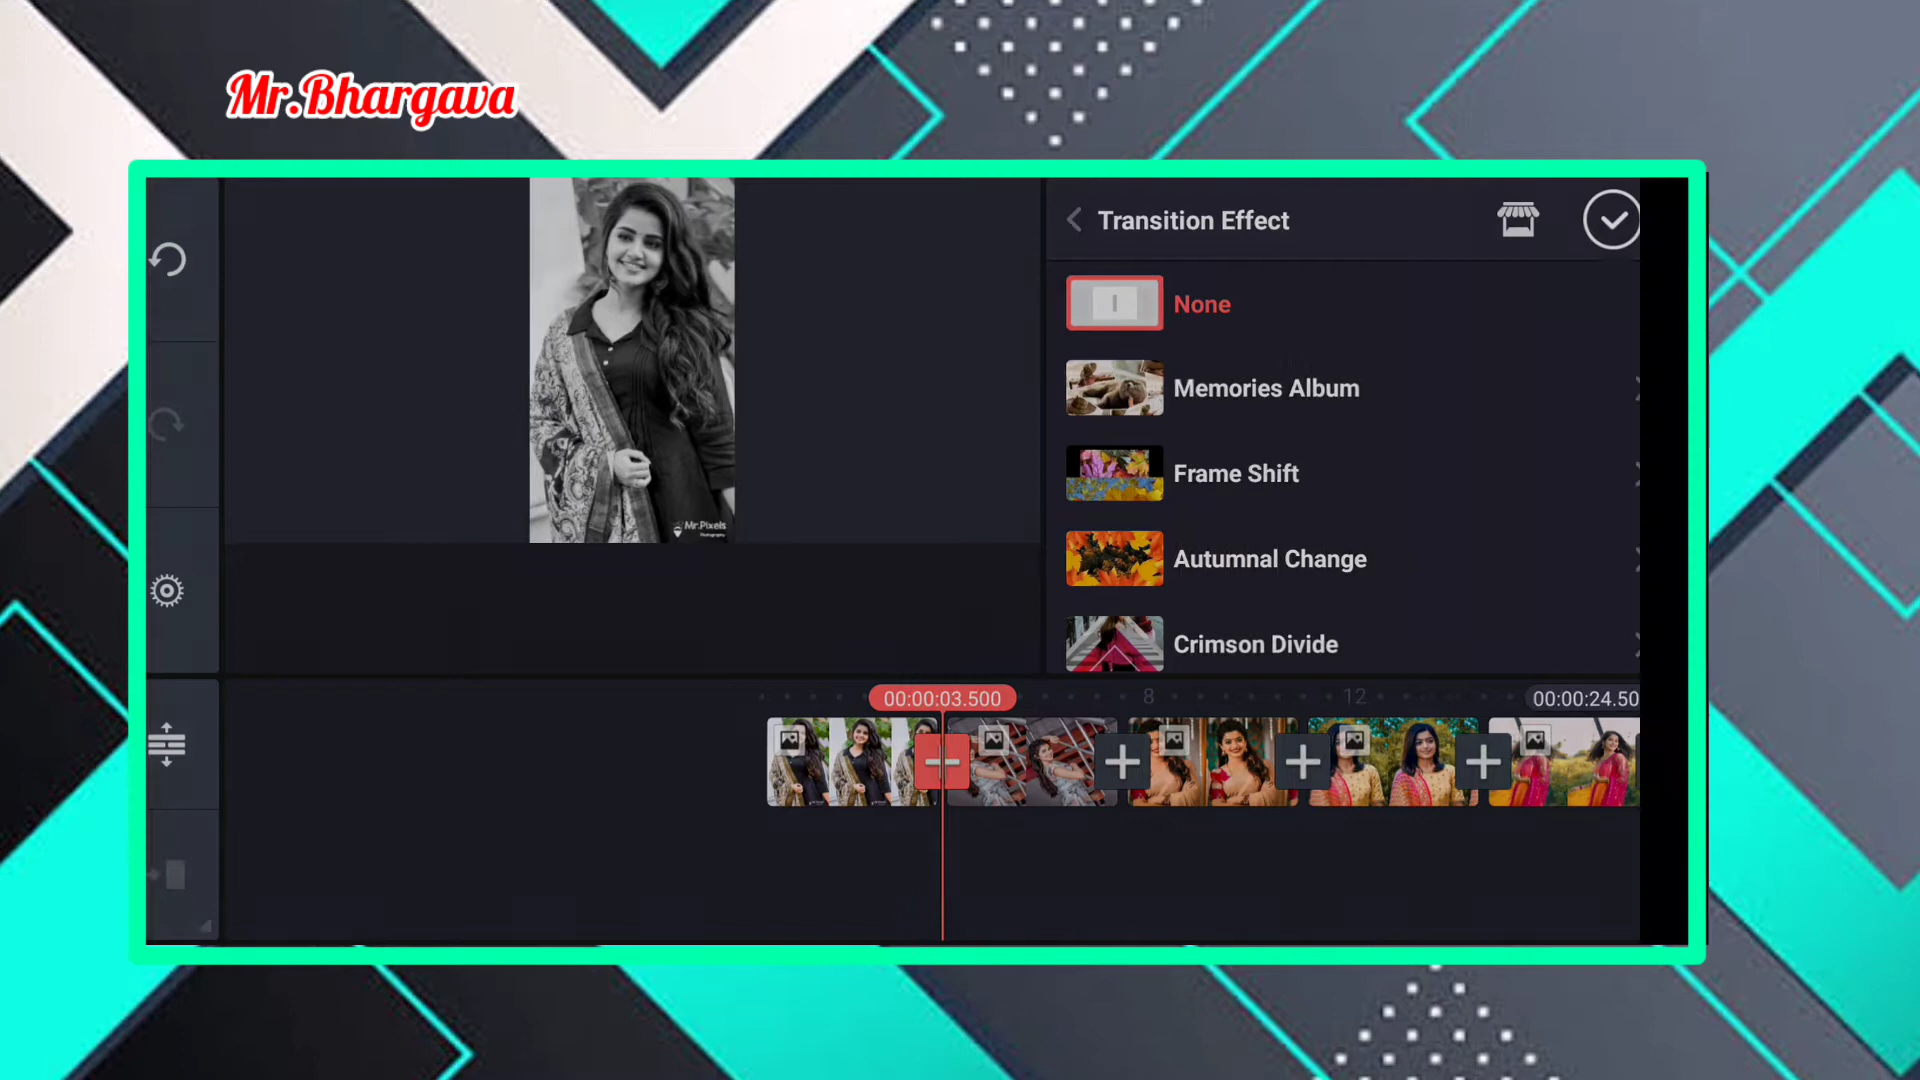 Mr.Bhargava
Transition Effect
None
Memories Album
Frame Shift
Autumnal Change
Crimson Divide
Mr.Pixels
Photography
00:00:03.500
8
12
00:00:24.50